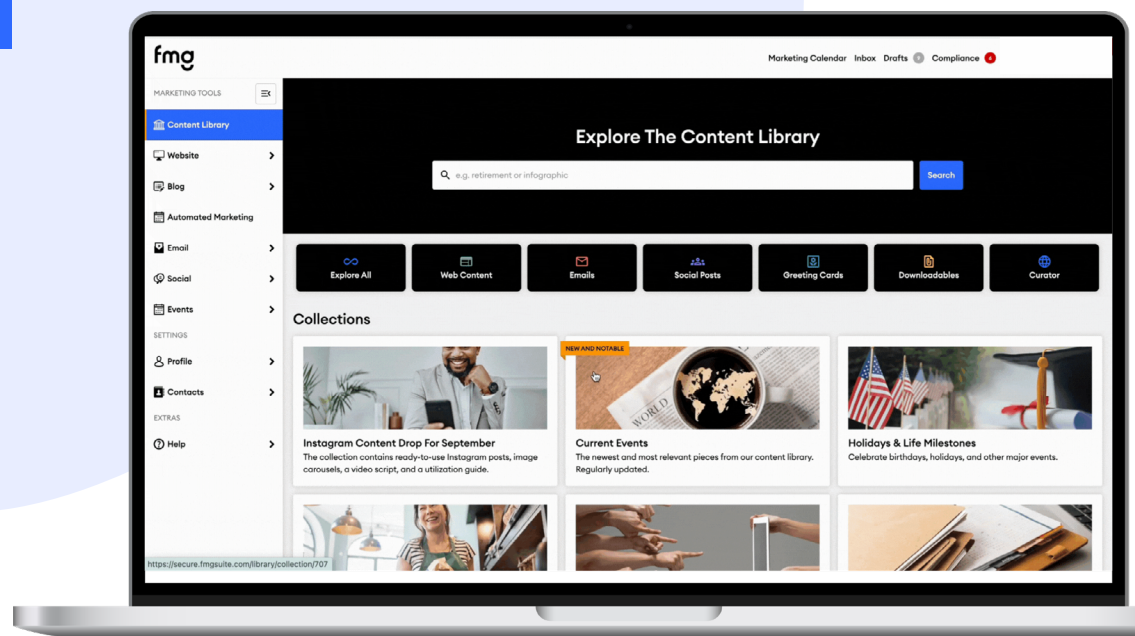 fmg
Marketing Calendar Inbox Drafts Compliance
MARKETING TOOLS
Content Library
Website
Blog
Automated Marketing
Email
Social
Events
SETTINGS
Profile
Contacts
EXTRAS
Help
Explore The Content Library
e.g. retirement or infographic
Search
Explore All
Web Content
Emails
Social Posts
Greeting Cards
Downloadables
Curator
Collections
Instagram Content Drop For September
The collection contains ready-to-use Instagram posts, image
carousels, a video script, and a utilization guide.
NEW AND NOTABLE
WORLD
Current Events
The newest and most relevant pieces from our content library.
Regularly updated.
Holidays & Life Milestones
Celebrate birthdays, holidays, and other major events.
https://secure.fmgsuite.com/library/collection/707